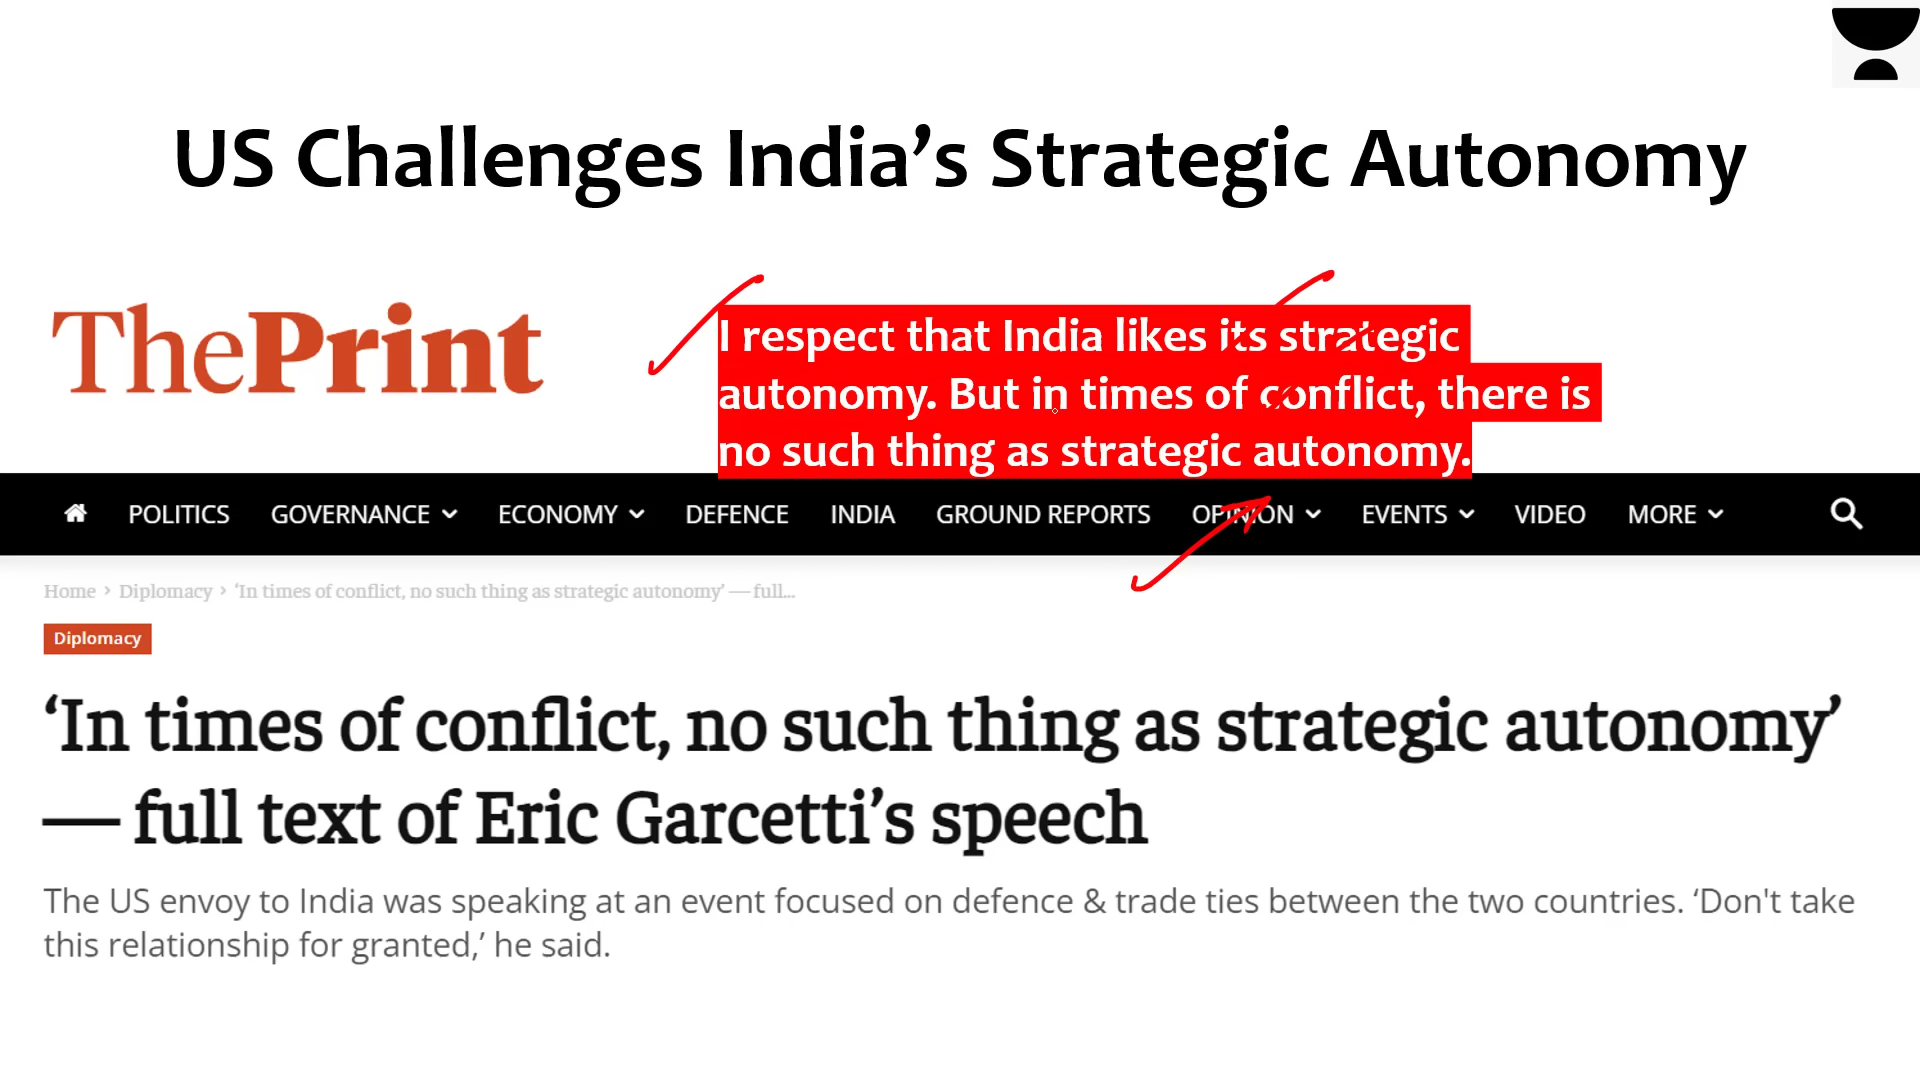 US Challenges India’s Strategic Autonomy
ThePrint
I respect that India likes its strategic
autonomy. But in times of conflict, there is
no such thing as strategic autonomy.
POLITICS GOVERNANCE ECONOMY DEFENCE INDIA GROUND REPORTS OPINION EVENTS VIDEO MORE
Home › Diplomacy › ‘In times of conflict, no such thing as strategic autonomy’ — full...
Diplomacy
‘In times of conflict, no such thing as strategic autonomy’
— full text of Eric Garcetti’s speech
The US envoy to India was speaking at an event focused on defence & trade ties between the two countries. ‘Don't take
this relationship for granted,’ he said.